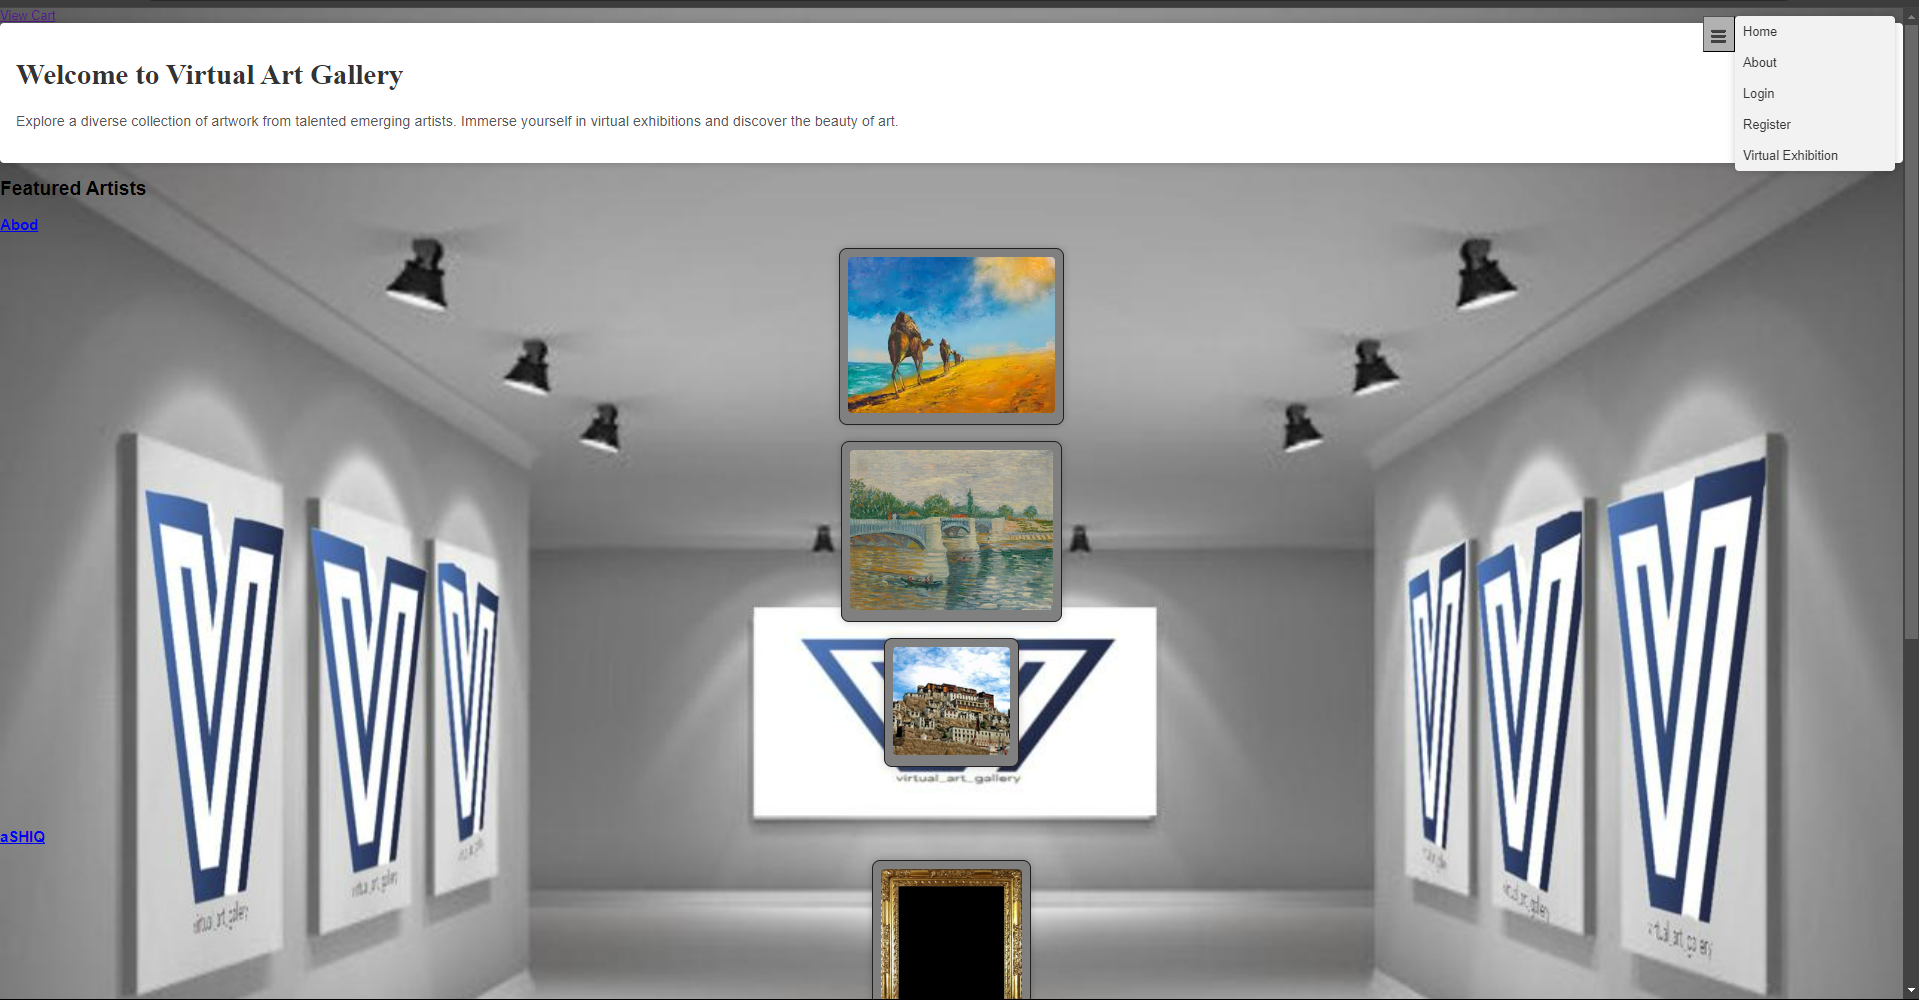 View Cart
Home
Welcome to Virtual Art Gallery
About
Login
Explore a diverse collection of artwork from talented emerging artists. Immerse yourself in virtual exhibitions and discover the beauty of art.
Register
Virtual Exhibition
Featured Artists
Abod
virtual_art_gallery
aSHIQ
virtual_art_gallery
virtual_art_gallery